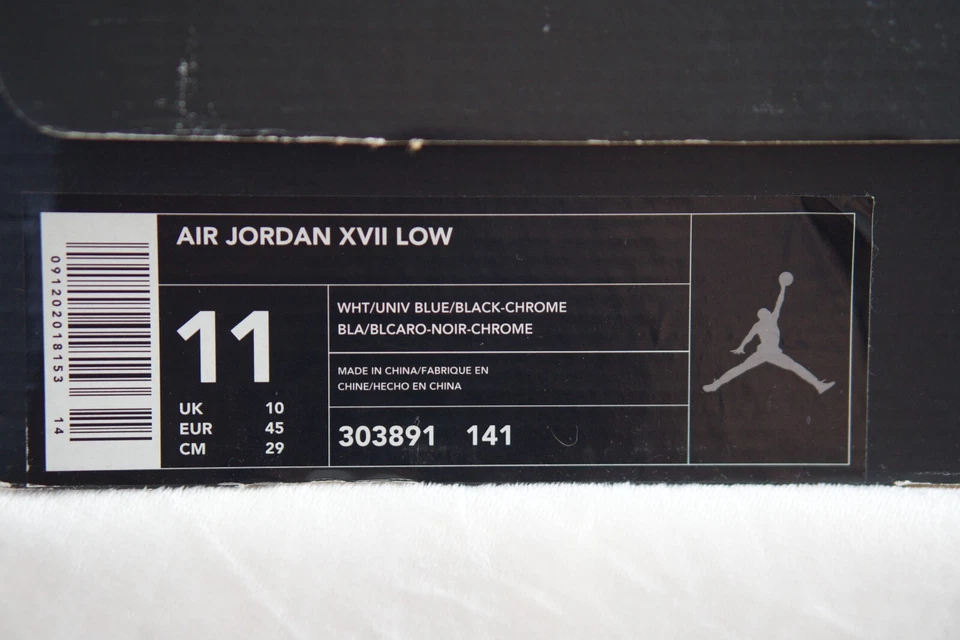 AIR JORDAN XVII LOW
091202018153
14
11
UK 10
EUR 45
CM 29
WHT/UNIV BLUE/BLACK-CHROME
BLA/BLCARO-NOIR-CHROME
MADE IN CHINA/FABRIQUE EN
CHINE/HECHO EN CHINA
303891 141